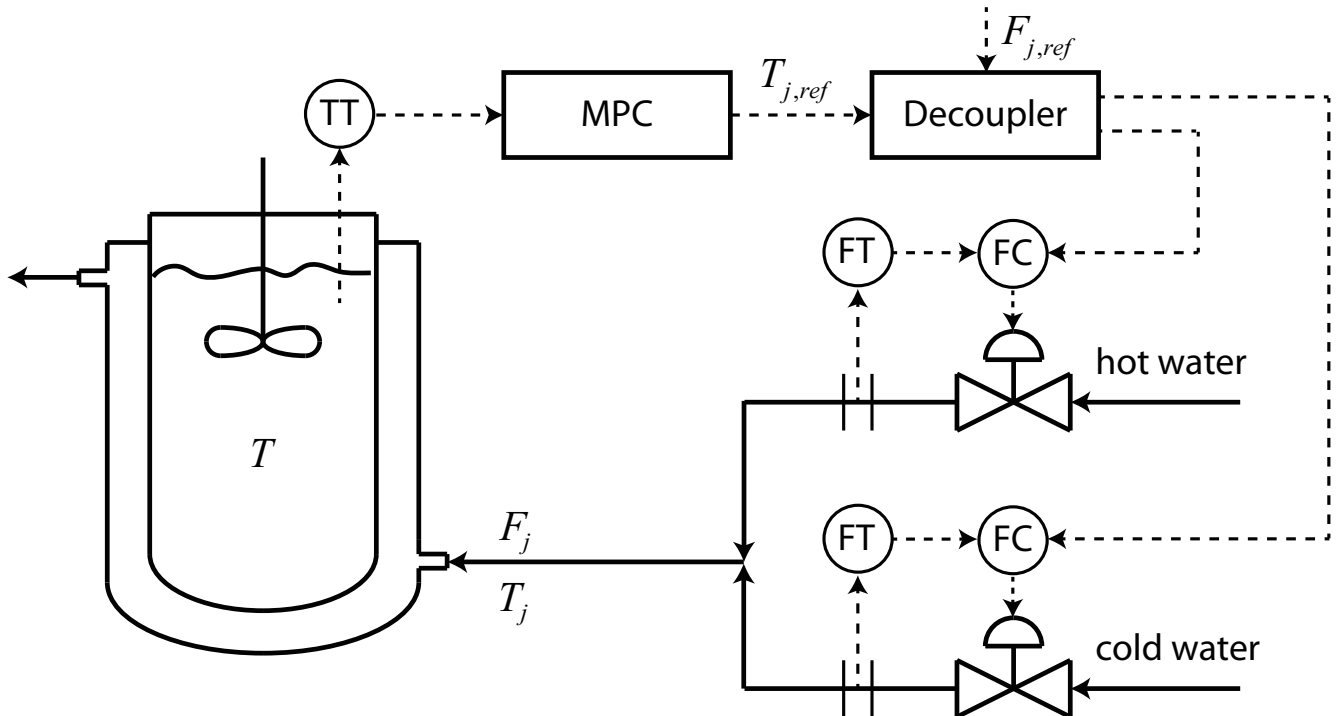 F_{j,ref}
TT
MPC
T_{j,ref}
Decoupler
FT
FC
hot water
T
F_j
T_j
FT
FC
cold water